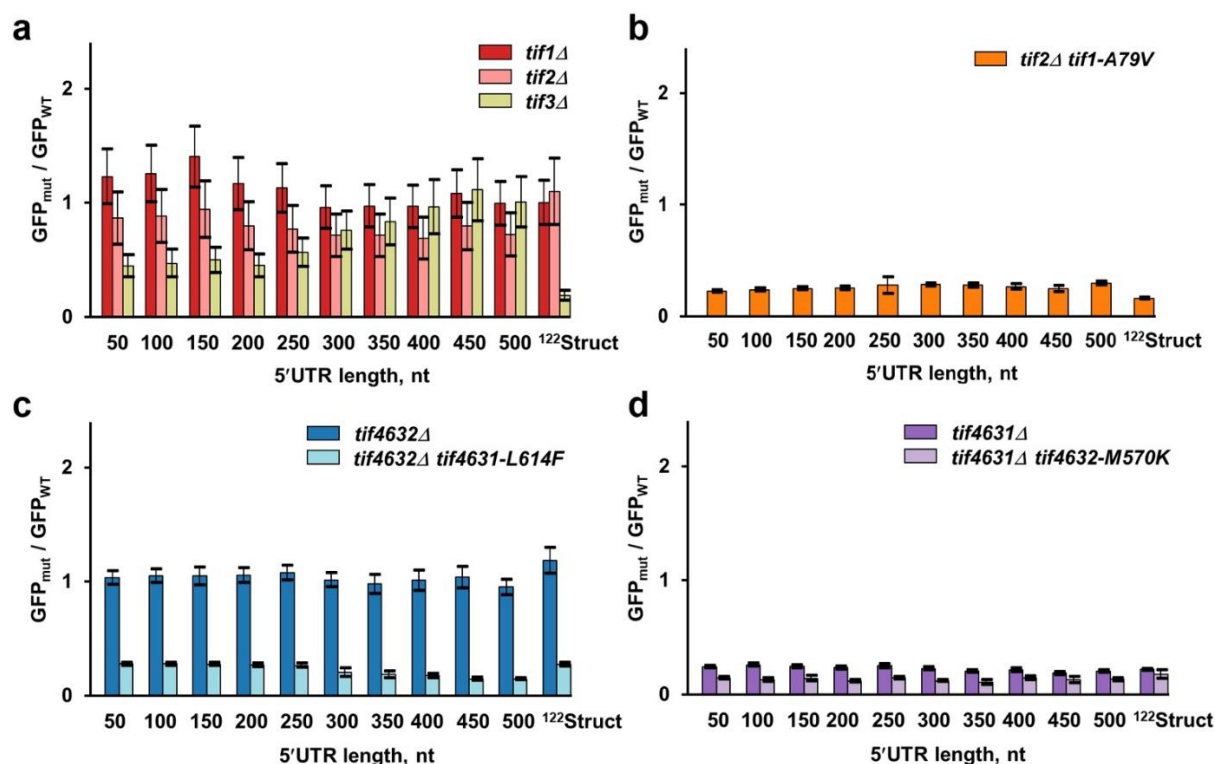 a
tif1Δ
tif2Δ
tif3Δ
GFPmut / GFPWT
2
1
0
50 100 150 200 250 300 350 400 450 500 ¹²²Struct
5′UTR length, nt
b
tif2Δ tif1-A79V
GFPmut / GFPWT
2
1
0
50 100 150 200 250 300 350 400 450 500 ¹²²Struct
5′UTR length, nt
c
tif4632Δ
tif4632Δ tif4631-L614F
GFPmut / GFPWT
2
1
0
50 100 150 200 250 300 350 400 450 500 ¹²²Struct
5′UTR length, nt
d
tif4631Δ
tif4631Δ tif4632-M570K
GFPmut / GFPWT
2
1
0
50 100 150 200 250 300 350 400 450 500 ¹²²Struct
5′UTR length, nt